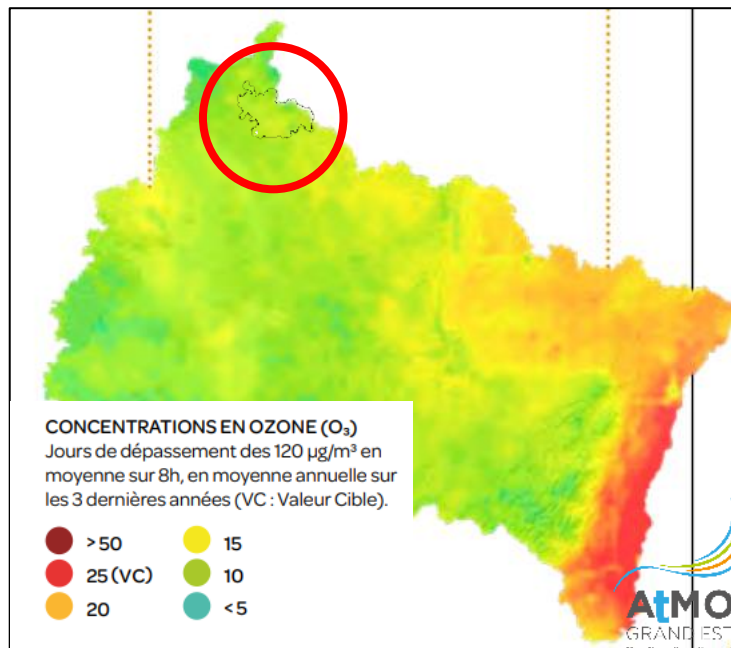 CONCENTRATIONS EN OZONE (O₃)
Jours de dépassement des 120 µg/m³ en
moyenne sur 8h, en moyenne annuelle sur
les 3 dernières années (VC : Valeur Cible).
> 50 15
25 (VC) 10
20 <5
AtMO
GRAND EST